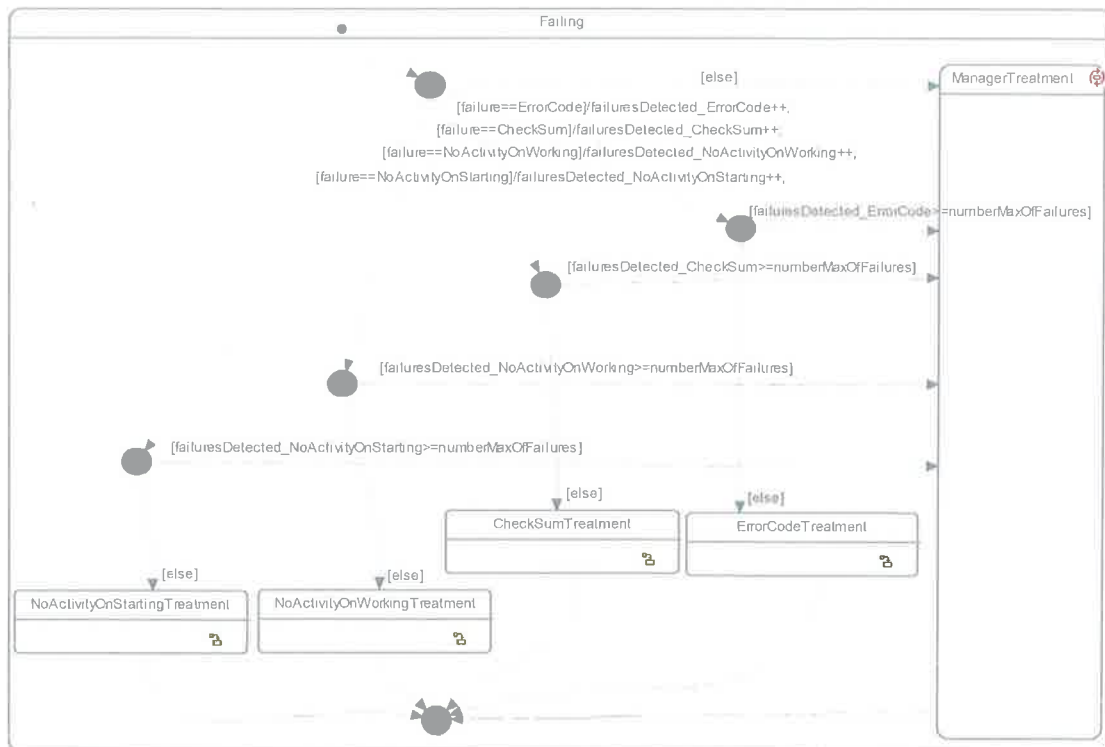 Failing
[else]
ManagerTreatment
[failure==ErrorCode]/failuresDetected_ErrorCode++;
[failure==CheckSum]/failuresDetected_CheckSum++;
[failure==NoActivityOnWorking]/failuresDetected_NoActivityOnWorking++;
[failure==NoActivityOnStarting]/failuresDetected_NoActivityOnStarting++;
[failuresDetected_ErrorCode>=numberMaxOfFailures]
[failuresDetected_CheckSum>=numberMaxOfFailures]
[failuresDetected_NoActivityOnWorking>=numberMaxOfFailures]
[failuresDetected_NoActivityOnStarting>=numberMaxOfFailures]
[else]
[else]
CheckSumTreatment
ErrorCodeTreatment
[else]
[else]
NoActivityOnStartingTreatment
NoActivityOnWorkingTreatment